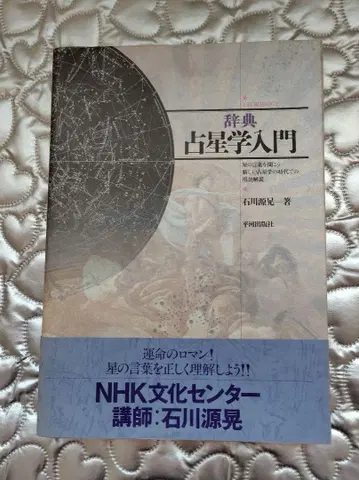 辞典
占星学入門
石川源晃―著
平河出版社
運命のロマン!
星の言葉を正しく理解しよう!!
NHK文化センター
講師:石川源晃